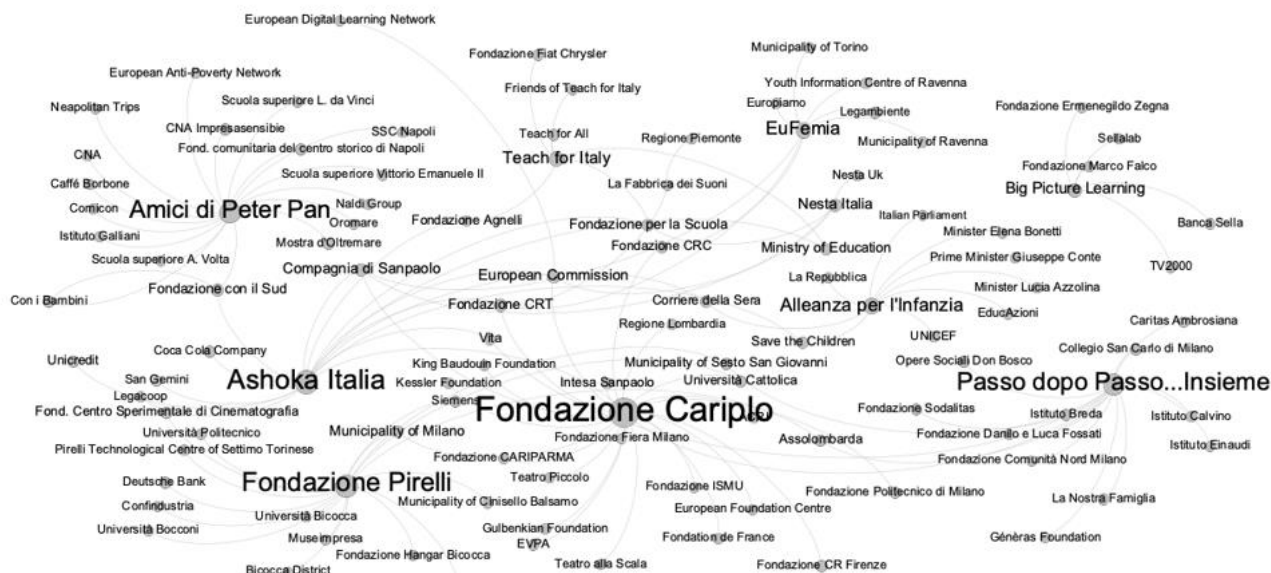 European Digital Learning Network
Municipality of Torino
Fondazione Fiat Chrysler
European Anti-Poverty Network
Youth Information Centre of Ravenna
Friends of Teach for Italy
Scuola superiore L. da Vinci
Europiamo
Neapolitan Trips
Fondazione Ermenegildo Zegna
Legambiente
CNA Impresasensibile
SSC Napoli
Teach for All
EuFemia
Regione Piemonte
Sellalab
Municipality of Ravenna
Fond. comunitaria del centro storico di Napoli
CNA
Teach for Italy
Fondazione Marco Falco
Scuola superiore Vittorio Emanuele II
Nesta Uk
Caffé Borbone
La Fabbrica dei Suoni
Big Picture Learning
Naldi Group
Nesta Italia
Comicon
Amici di Peter Pan
Italian Parliament
Fondazione Agnelli
Oromare
Fondazione per la Scuola
Banca Sella
Minister Elena Bonetti
Istituto Galliani
Mostra d'Oltremare
Fondazione CRC
Ministry of Education
Prime Minister Giuseppe Conte
Scuola superiore A. Volta
Compagnia di Sanpaolo
European Commission
TV2000
La Repubblica
Minister Lucia Azzolina
Fondazione con il Sud
Con i Bambini
Corriere della Sera
Fondazione CRT
Alleanza per l'Infanzia
EducAzioni
Regione Lombardia
Caritas Ambrosiana
Vita
UNICEF
Save the Children
Coca Cola Company
Collegio San Carlo di Milano
Unicredit
King Baudouin Foundation
Municipality of Sesto San Giovanni
Opere Sociali Don Bosco
San Gemini
Ashoka Italia
Kessler Foundation
Intesa Sanpaolo
Università Cattolica
Passo dopo Passo...Insieme
Legacoop
Siemens
Fond. Centro Sperimentale di Cinematografia
Fondazione Cariplo
ACRI
Fondazione Sodalitas
Istituto Breda
Istituto Calvino
Università Politecnico
Municipality of Milano
Fondazione Fiera Milano
Assolombarda
Fondazione Danilo e Luca Fossati
Istituto Einaudi
Pirelli Technological Centre of Settimo Torinese
Fondazione CARIPARMA
Fondazione Comunità Nord Milano
Deutsche Bank
Fondazione Pirelli
Teatro Piccolo
Fondazione ISMU
Fondazione Politecnico di Milano
Confindustria
Municipality of Cinisello Balsamo
La Nostra Famiglia
European Foundation Centre
Università Bicocca
Università Bocconi
Gulbenkian Foundation
Museimpresa
Fondation de France
Généras Foundation
EVPA
Fondazione Hangar Bicocca
Teatro alla Scala
Fondazione CR Firenze
Bicocca District